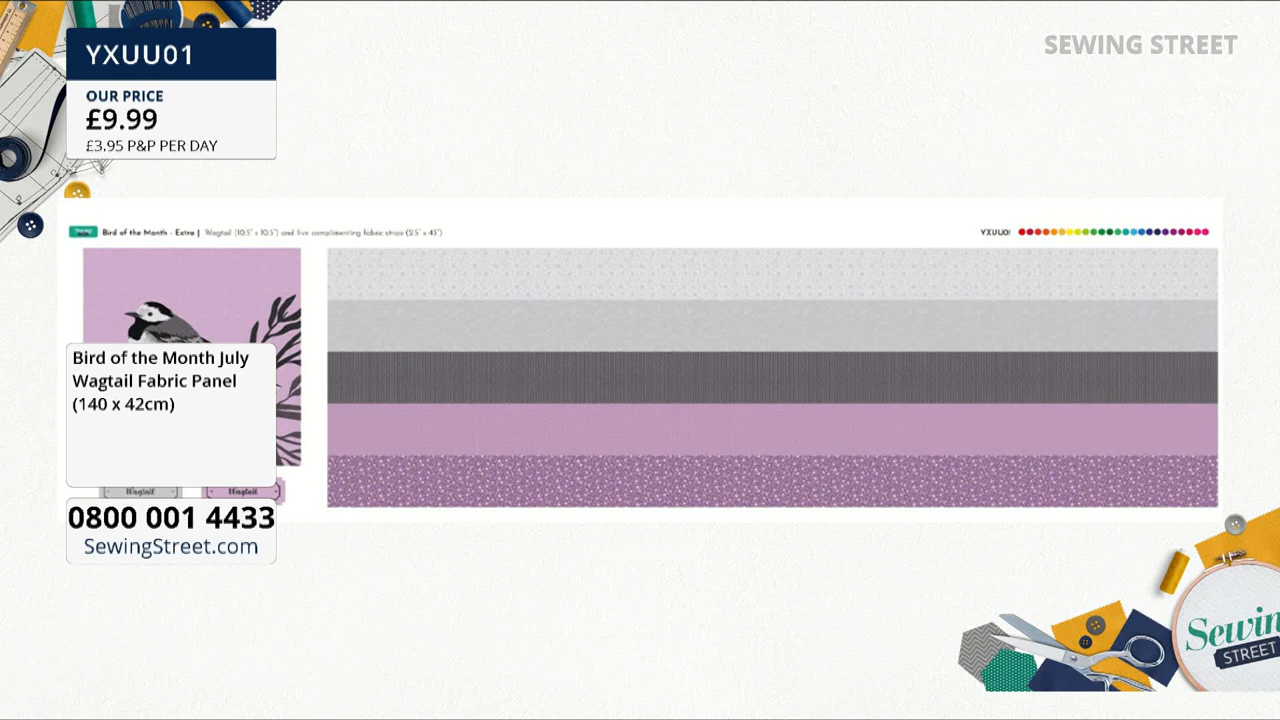 YXUU01
OUR PRICE
£9.99
£3.95 P&P PER DAY
SEWING STREET
Bird of the Month - Extra | Wagtail (10.5" x 10.5") and five complimenting fabric strips (2.5" x 43")
YXUU01
Bird of the Month July
Wagtail Fabric Panel
(140 x 42cm)
Wagtail
Wagtail
0800 001 4433
SewingStreet.com
STREET